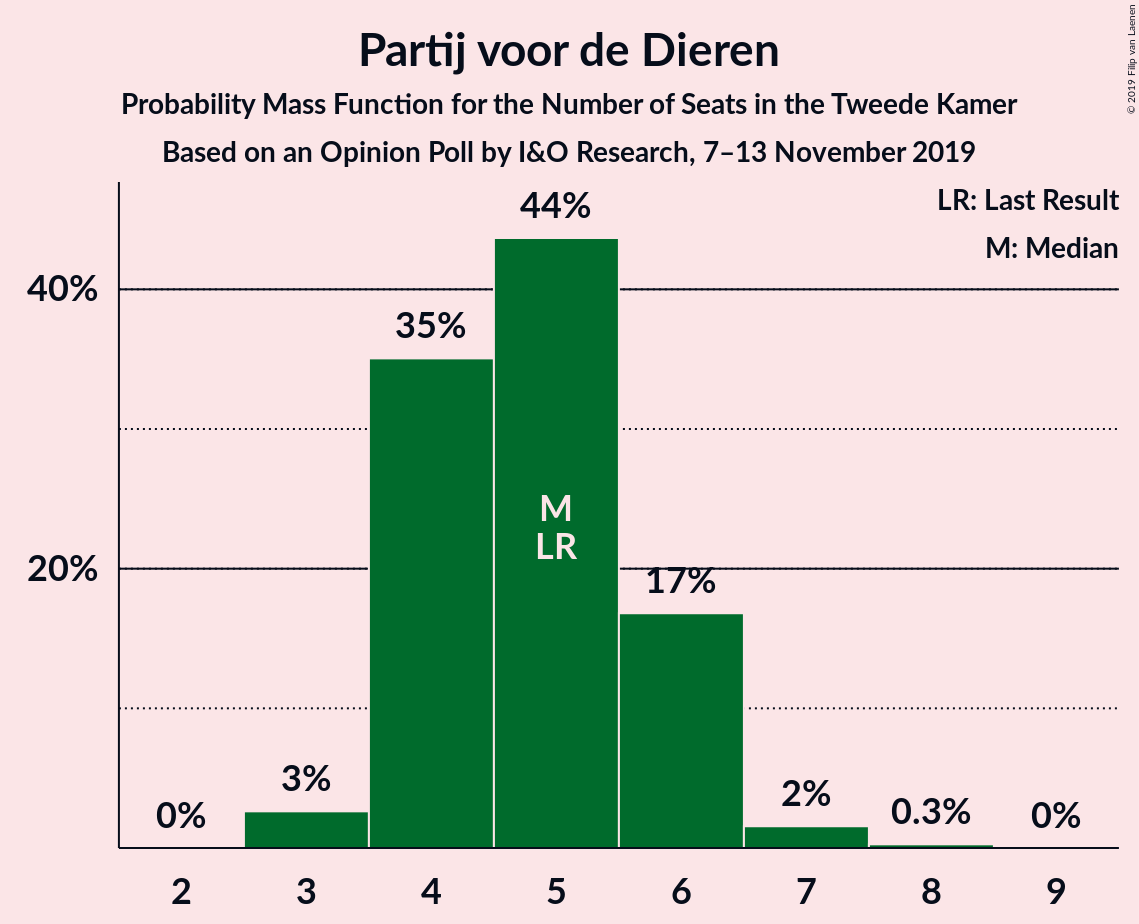 Partij voor de Dieren
Probability Mass Function for the Number of Seats in the Tweede Kamer
Based on an Opinion Poll by I&O Research, 7–13 November 2019
© 2019 Filip van Laenen
LR: Last Result
M: Median
44%
40%
35%
M
LR
20%
17%
3%
2%
0.3%
0%
0%
2 3 4 5 6 7 8 9